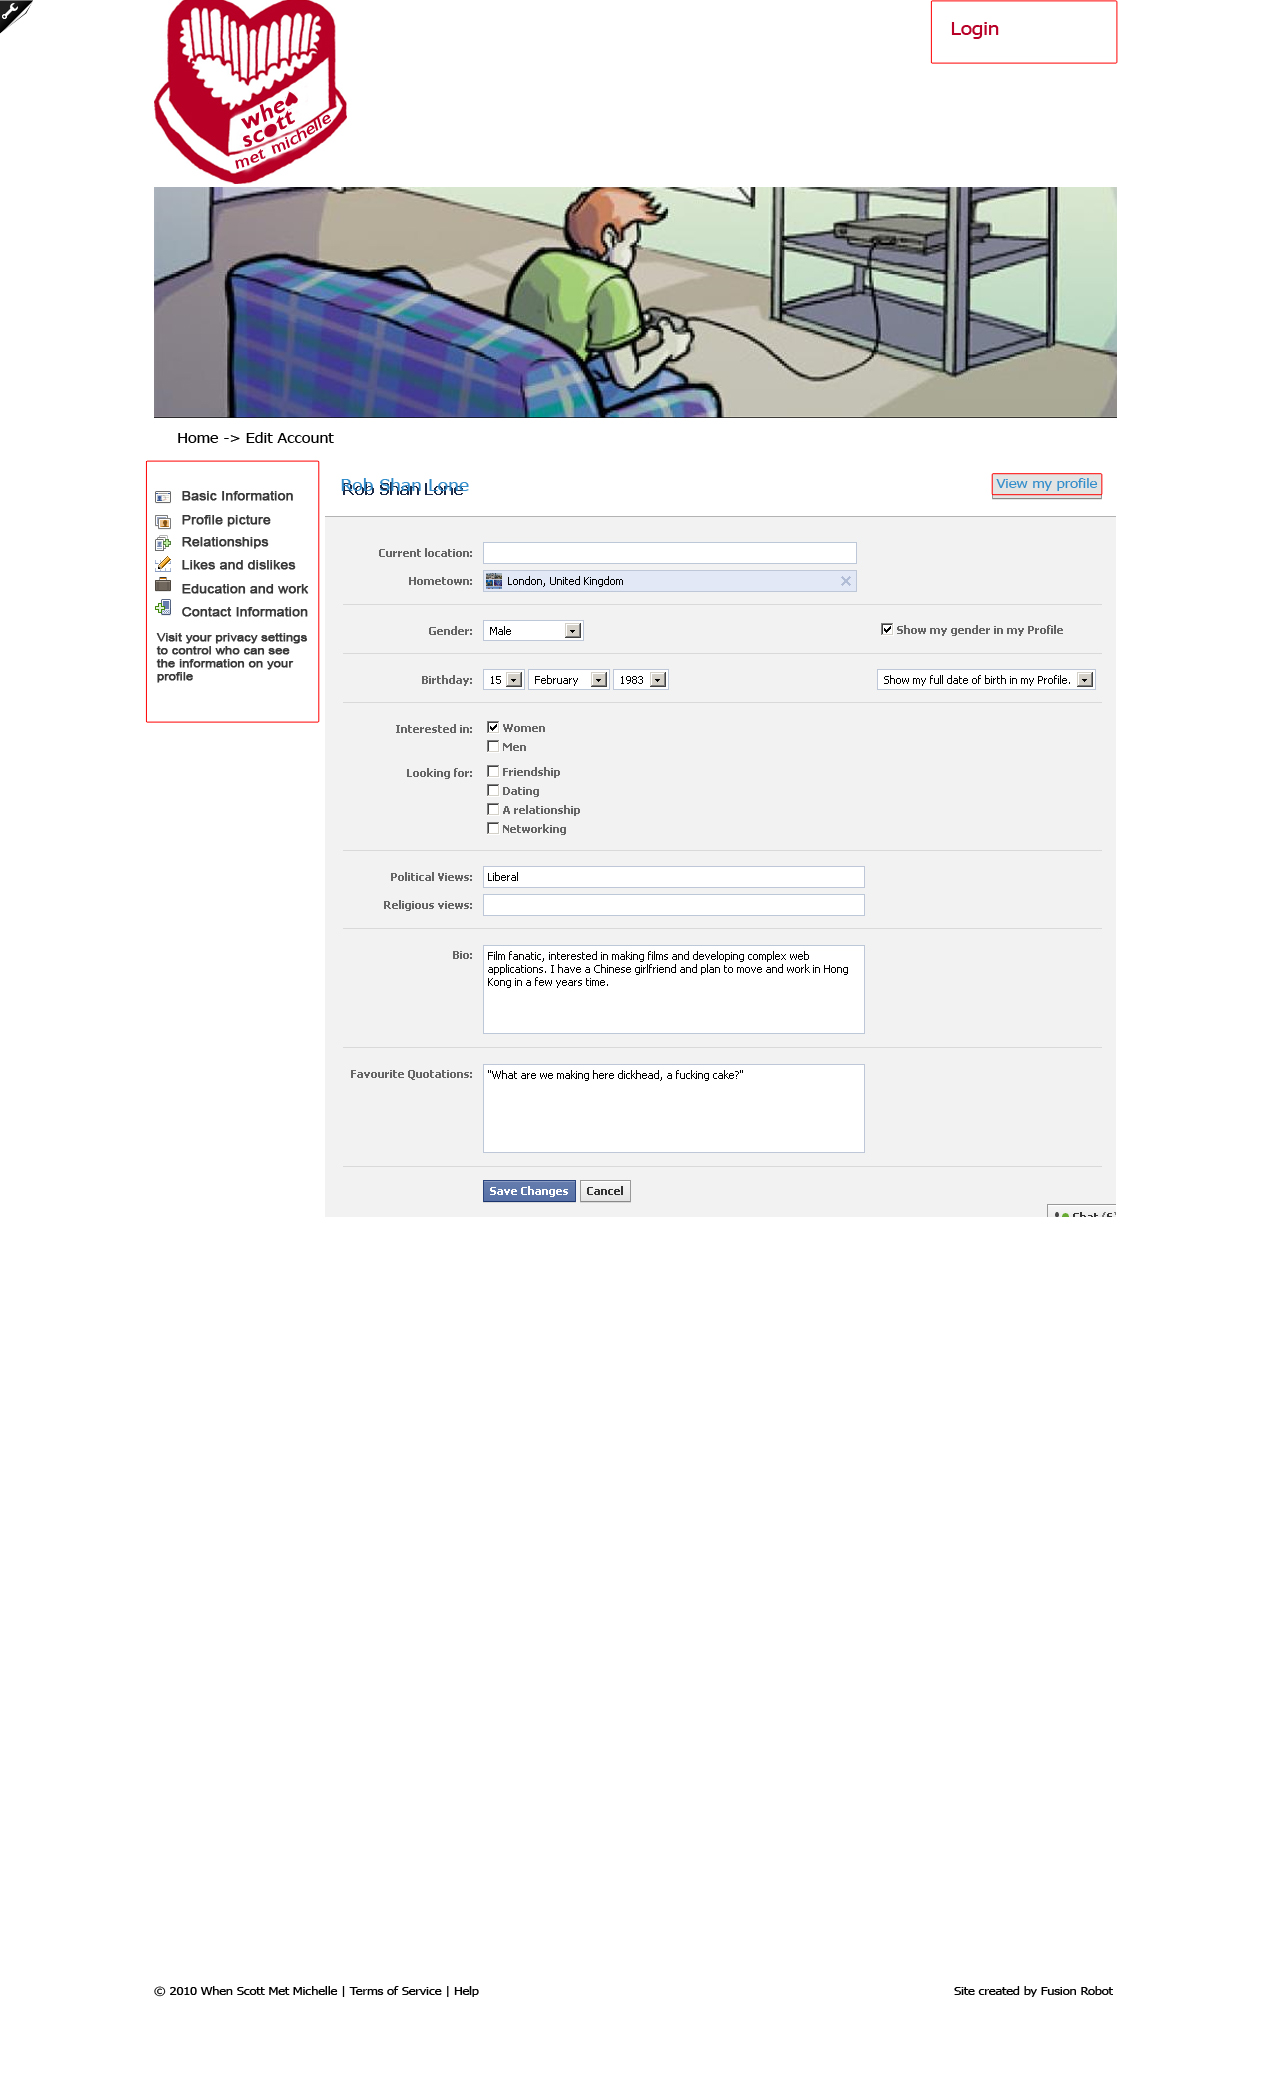 Login
whe
scott
met michelle
Home -> Edit Account
Basic Information
Profile picture
Relationships
Likes and dislikes
Education and work
Contact Information
Visit your privacy settings
to control who can see
the information on your
profile
Rob Shan Lone
Rob Shan Lone
View my profile
Current location:
Hometown: London, United Kingdom
Gender: Male Show my gender in my Profile
Birthday: 15 February 1983 Show my full date of birth in my Profile.
Interested in: Women
Men
Looking for: Friendship
Dating
A relationship
Networking
Political Views: Liberal
Religious views:
Bio: Film fanatic, interested in making films and developing complex web
applications. I have a Chinese girlfriend and plan to move and work in Hong
Kong in a few years time.
Favourite Quotations: "What are we making here dickhead, a fucking cake?"
Save Changes Cancel
Chat (6)
© 2010 When Scott Met Michelle | Terms of Service | Help
Site created by Fusion Robot